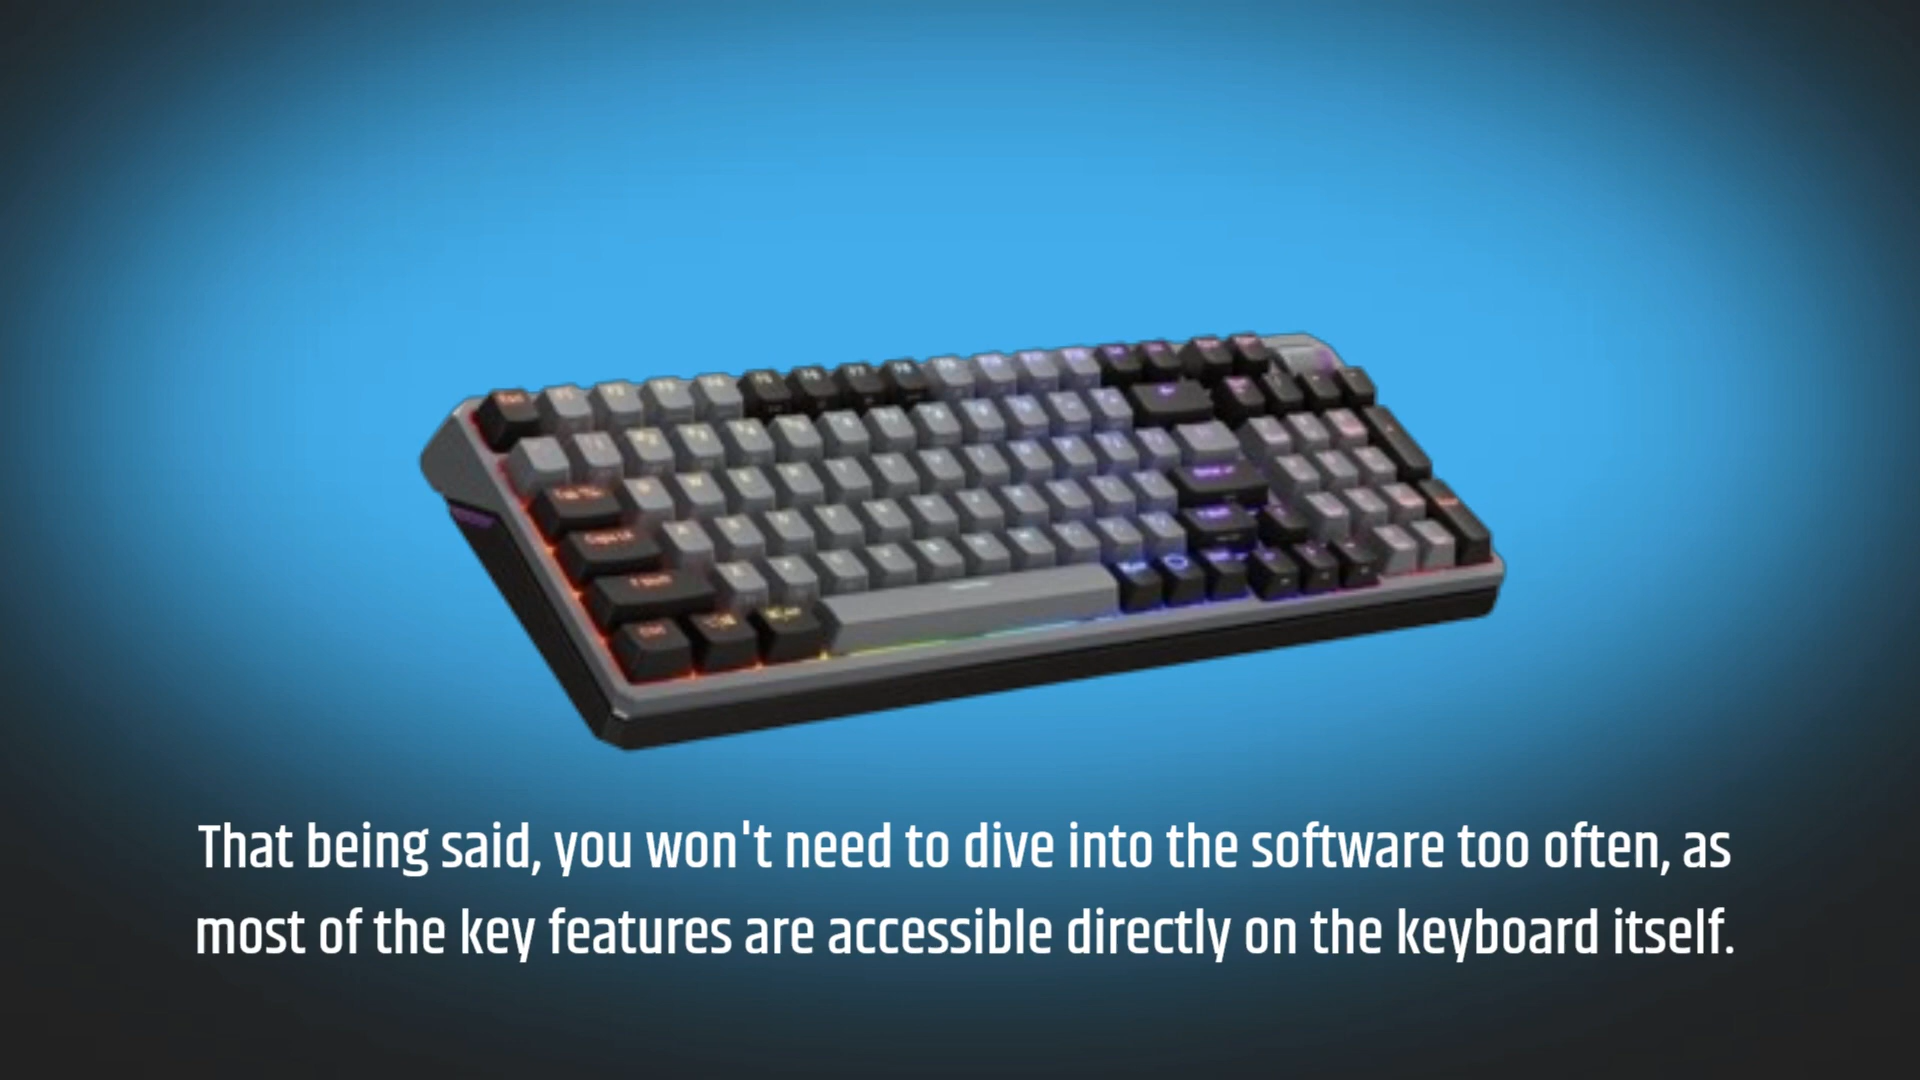 That being said, you won't need to dive into the software too often, as
most of the key features are accessible directly on the keyboard itself.